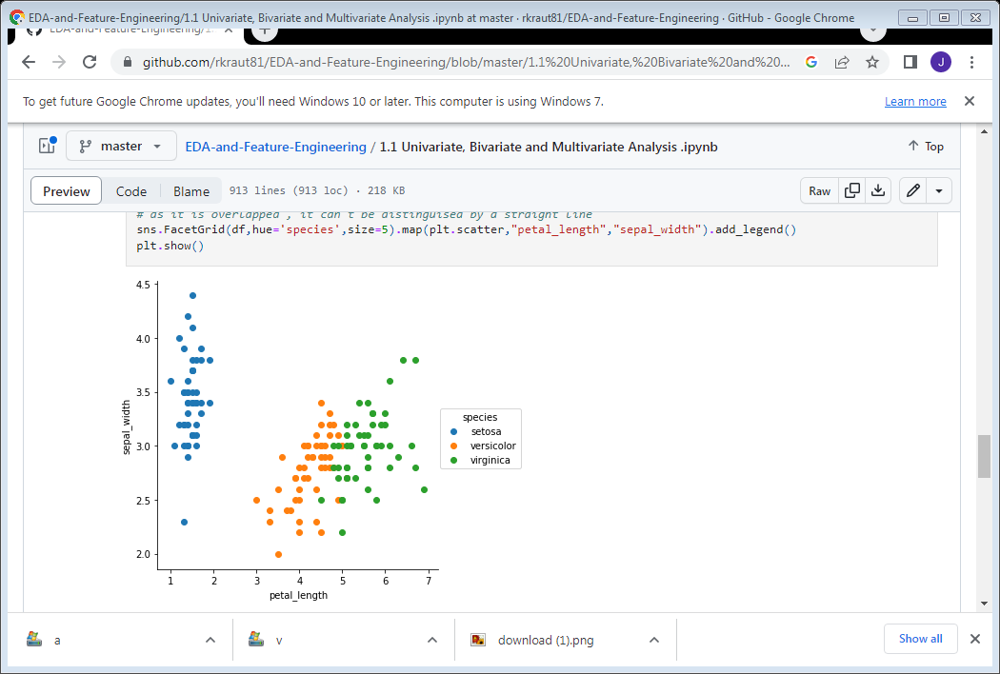 EDA-and-Feature-Engineering/1.1 Univariate, Bivariate and Multivariate Analysis .ipynb at master · rkraut81/EDA-and-Feature-Engineering · GitHub - Google Chrome
EDA-and-Feature-Engineering/1.
github.com/rkraut81/EDA-and-Feature-Engineering/blob/master/1.1%20Univariate,%20Bivariate%20and%20...
J
To get future Google Chrome updates, you'll need Windows 10 or later. This computer is using Windows 7.
Learn more
master
EDA-and-Feature-Engineering / 1.1 Univariate, Bivariate and Multivariate Analysis .ipynb
Top
Preview Code Blame 913 lines (913 loc) · 218 KB
Raw
# as it is overlapped , it can't be distinguised by a straight line
sns.FacetGrid(df,hue='species',size=5).map(plt.scatter,"petal_length","sepal_width").add_legend()
plt.show()
4.5
4.0
3.5
3.0
2.5
2.0
sepal_width
1 2 3 4 5 6 7
petal_length
species
setosa
versicolor
virginica
a
v
download (1).png
Show all